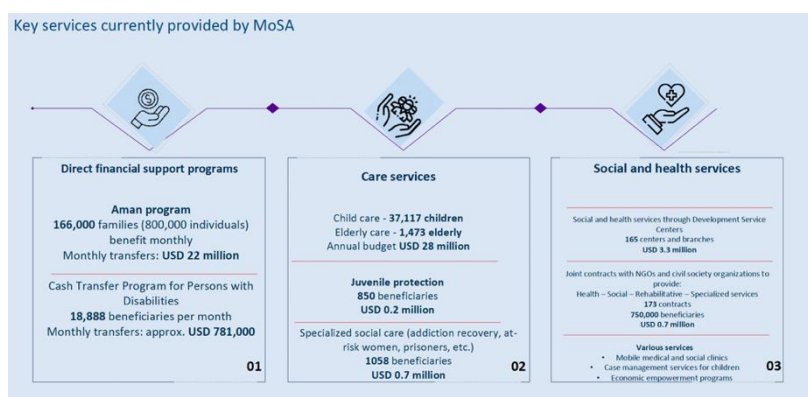 Key services currently provided by MoSA
Direct financial support programs
Aman program
166,000 families (800,000 individuals)
benefit monthly
Monthly transfers: USD 22 million
Cash Transfer Program for Persons with
Disabilities
18,888 beneficiaries per month
Monthly transfers: approx. USD 781,000
01
Care services
Child care - 37,117 children
Elderly care - 1,473 elderly
Annual budget USD 28 million
Juvenile protection
850 beneficiaries
USD 0.2 million
Specialized social care (addiction recovery, at-
risk women, prisoners, etc.)
1058 beneficiaries
USD 0.7 million
02
Social and health services
Social and health services through Development Service
Centers
165 centers and branches
USD 3.3 million
Joint contracts with NGOs and civil society organizations to
provide:
Health – Social – Rehabilitative – Specialized services
173 contracts
750,000 beneficiaries
USD 0.7 million
Various services
• Mobile medical and social clinics
• Case management services for children
• Economic empowerment programs
03